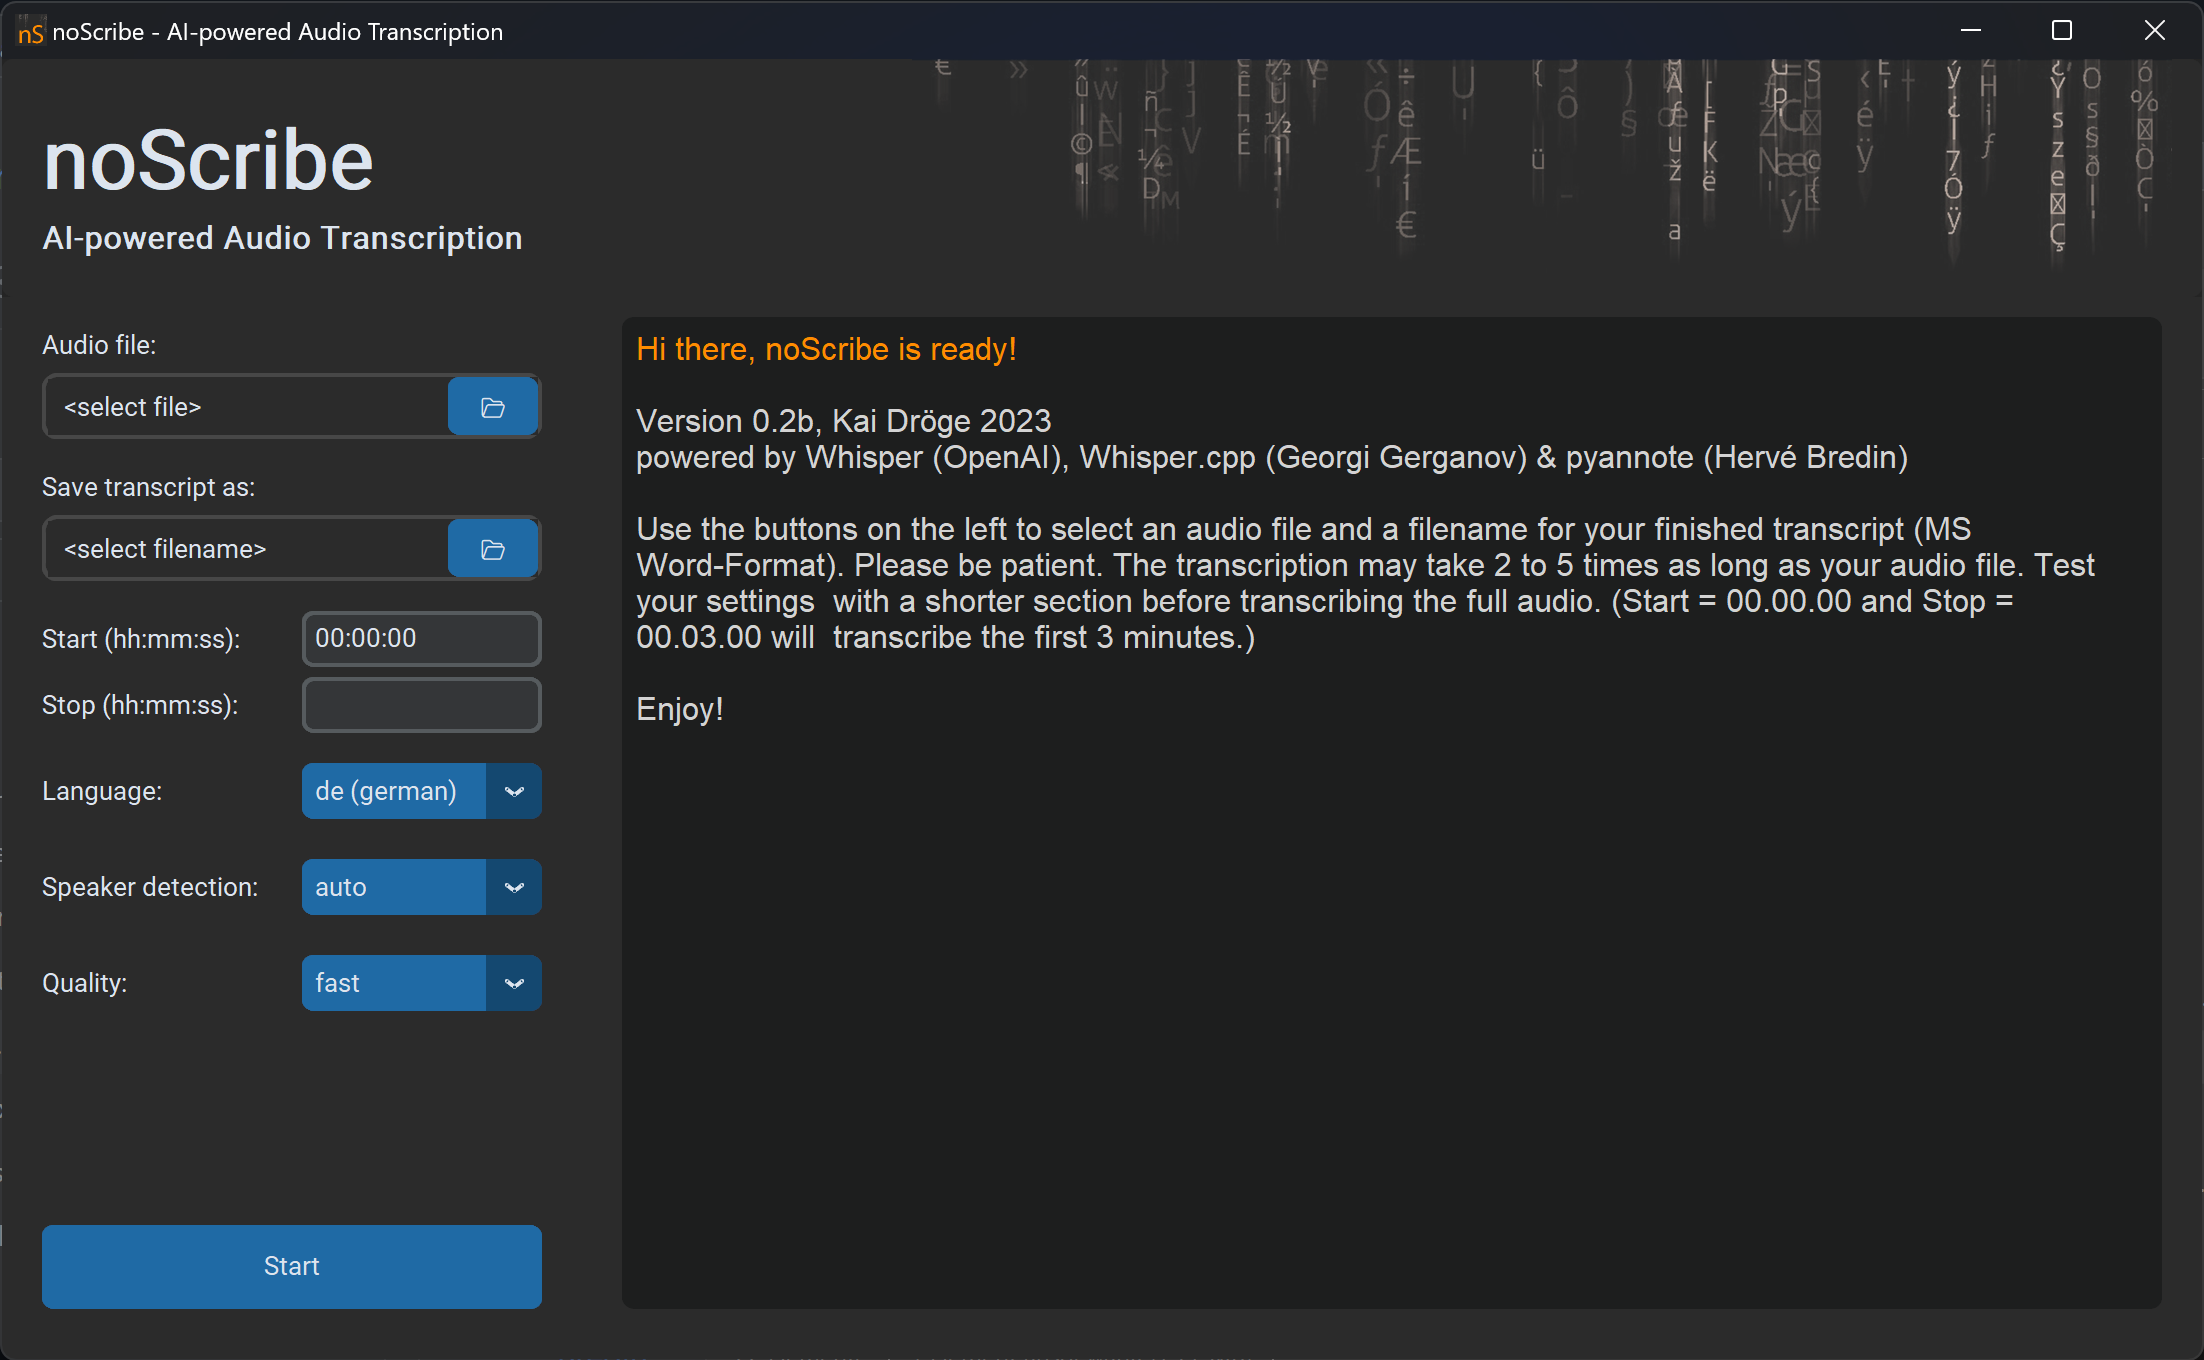 nS noScribe - AI-powered Audio Transcription
noScribe
AI-powered Audio Transcription
Audio file:
<select file>
Save transcript as:
<select filename>
Start (hh:mm:ss):
00:00:00
Stop (hh:mm:ss):
Language:
de (german)
Speaker detection:
auto
Quality:
fast
Start
Hi there, noScribe is ready!
Version 0.2b, Kai Dröge 2023
powered by Whisper (OpenAI), Whisper.cpp (Georgi Gerganov) & pyannote (Hervé Bredin)
Use the buttons on the left to select an audio file and a filename for your finished transcript (MS
Word-Format). Please be patient. The transcription may take 2 to 5 times as long as your audio file. Test
your settings  with a shorter section before transcribing the full audio. (Start = 00.00.00 and Stop =
00.03.00 will  transcribe the first 3 minutes.)
Enjoy!